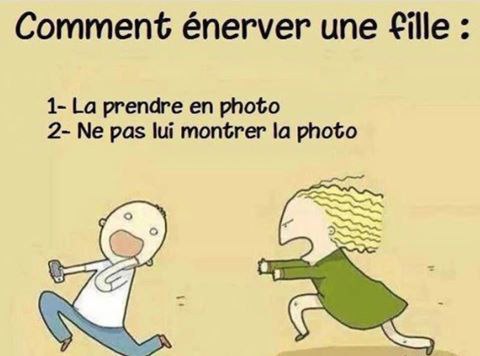 Comment énerver une fille :
1- La prendre en photo
2- Ne pas lui montrer la photo